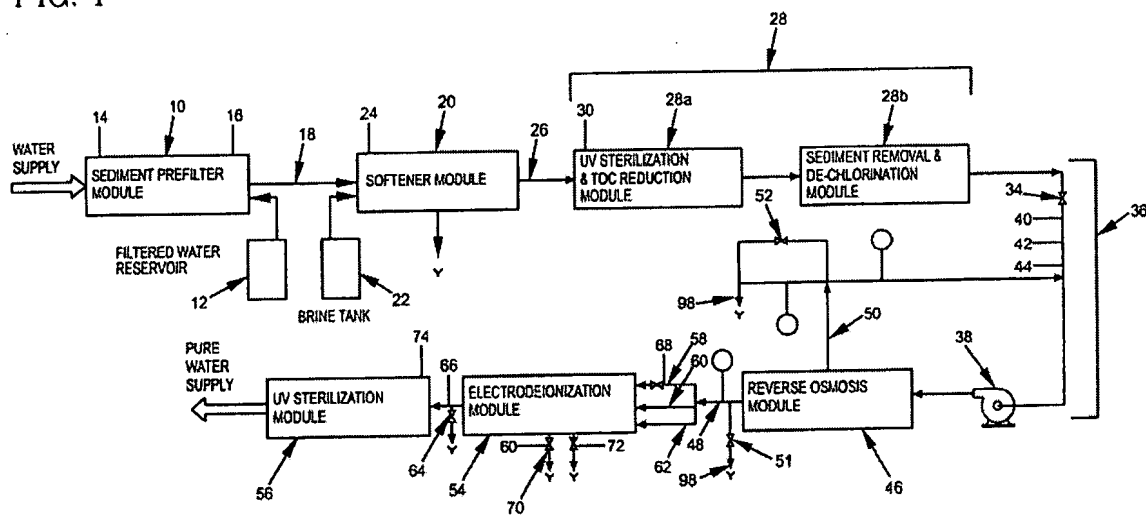 FIG. 1
28
14
10
16
18
24
20
26
30
28a
28b
WATER
SUPPLY
SEDIMENT PREFILTER
MODULE
SOFTENER MODULE
UV STERILIZATION
& TOC REDUCTION
MODULE
SEDIMENT REMOVAL &
DE-CHLORINATION
MODULE
34
40
42
44
36
52
FILTERED WATER
RESERVOIR
12
Y
22
BRINE TANK
98
Y
50
PURE
WATER
SUPPLY
74
66
68
58
60
38
UV STERILIZATION
MODULE
ELECTRODEIONIZATION
MODULE
REVERSE OSMOSIS
MODULE
56
64
Y
54
60
70
Y
72
Y
62
48
51
98
Y
46